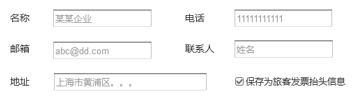 名称 某某企业 电话 11111111111
邮箱 abc@dd.com 联系人 姓名
地址 上海市黄浦区。。。 保存为旅客发票抬头信息